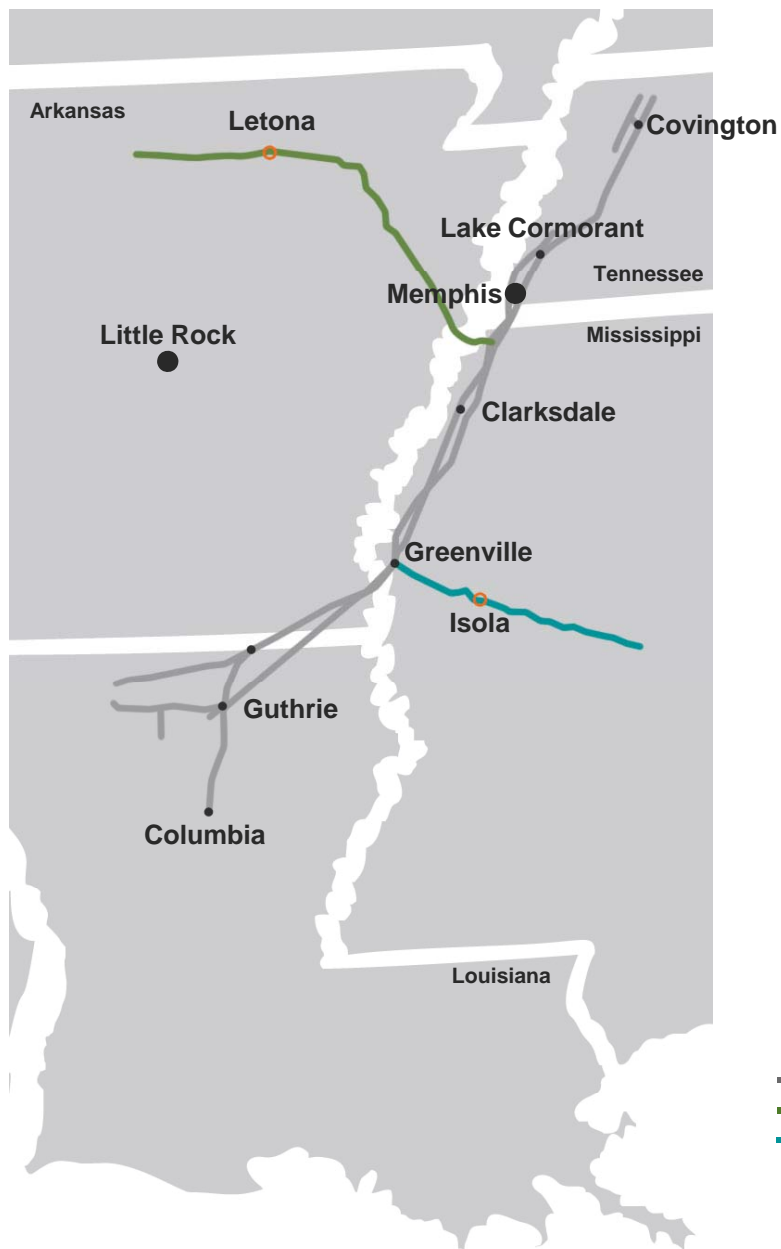 Arkansas
Letona
Covington
Lake Cormorant
Tennessee
Memphis
Mississippi
Little Rock
Clarksdale
Greenville
Isola
Guthrie
Columbia
Louisiana